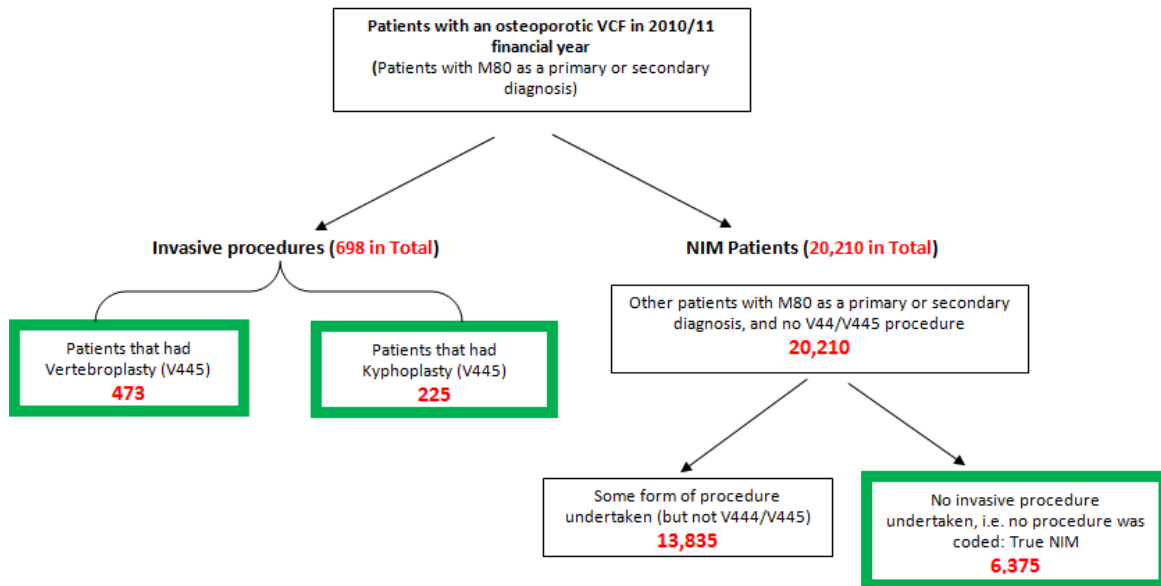 Patients with an osteoporotic VCF in 2010/11
financial year
(Patients with M80 as a primary or secondary
diagnosis)
Invasive procedures (698 in Total)
NIM Patients (20,210 in Total)
Patients that had
Vertebroplasty (V445)
473
Patients that had
Kyphoplasty (V445)
225
Other patients with M80 as a primary or secondary
diagnosis, and no V44/V445 procedure
20,210
Some form of procedure
undertaken (but not V444/V445)
13,835
No invasive procedure
undertaken, i.e. no procedure was
coded: True NIM
6,375